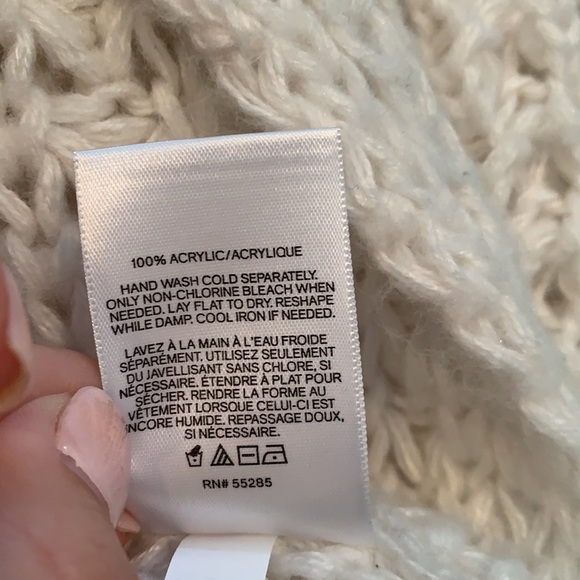 100% ACRYLIC/ACRYLIQUE
HAND WASH COLD SEPARATELY.
ONLY NON-CHLORINE BLEACH WHEN
NEEDED. LAY FLAT TO DRY. RESHAPE
WHILE DAMP. COOL IRON IF NEEDED.
LAVEZ À LA MAIN À L'EAU FROIDE
SÉPARÉMENT. UTILISEZ SEULEMENT
DU JAVELLISANT SANS CHLORE, SI
NÉCESSAIRE. ÉTENDRE À PLAT POUR
SÉCHER. RENDRE LA FORME AU
VÊTEMENT LORSQUE CELUI-CI EST
ENCORE HUMIDE. REPASSAGE DOUX,
SI NÉCESSAIRE.
RN# 55285